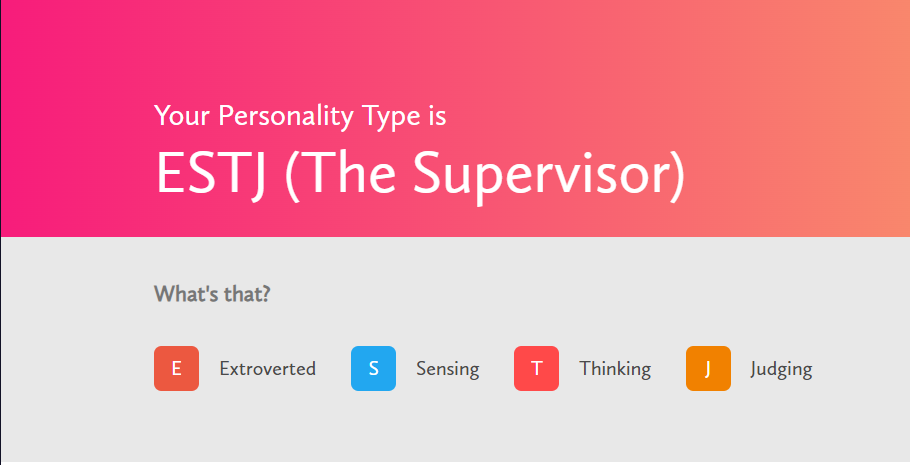 Your Personality Type is
ESTJ (The Supervisor)
What's that?
E Extroverted S Sensing T Thinking J Judging